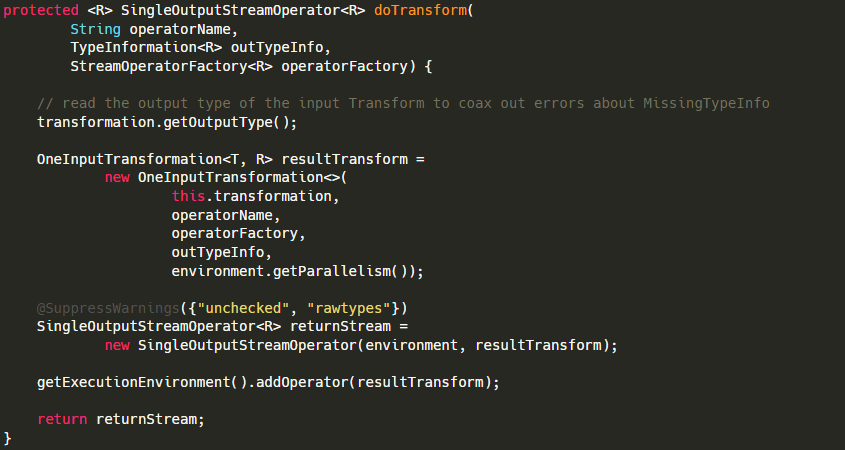 protected <R> SingleOutputStreamOperator<R> doTransform(
        String operatorName,
        TypeInformation<R> outTypeInfo,
        StreamOperatorFactory<R> operatorFactory) {

    // read the output type of the input Transform to coax out errors about MissingTypeInfo
    transformation.getOutputType();

    OneInputTransformation<T, R> resultTransform =
            new OneInputTransformation<>(
                    this.transformation,
                    operatorName,
                    operatorFactory,
                    outTypeInfo,
                    environment.getParallelism());

    @SuppressWarnings({"unchecked", "rawtypes"})
    SingleOutputStreamOperator<R> returnStream =
            new SingleOutputStreamOperator(environment, resultTransform);

    getExecutionEnvironment().addOperator(resultTransform);

    return returnStream;
}